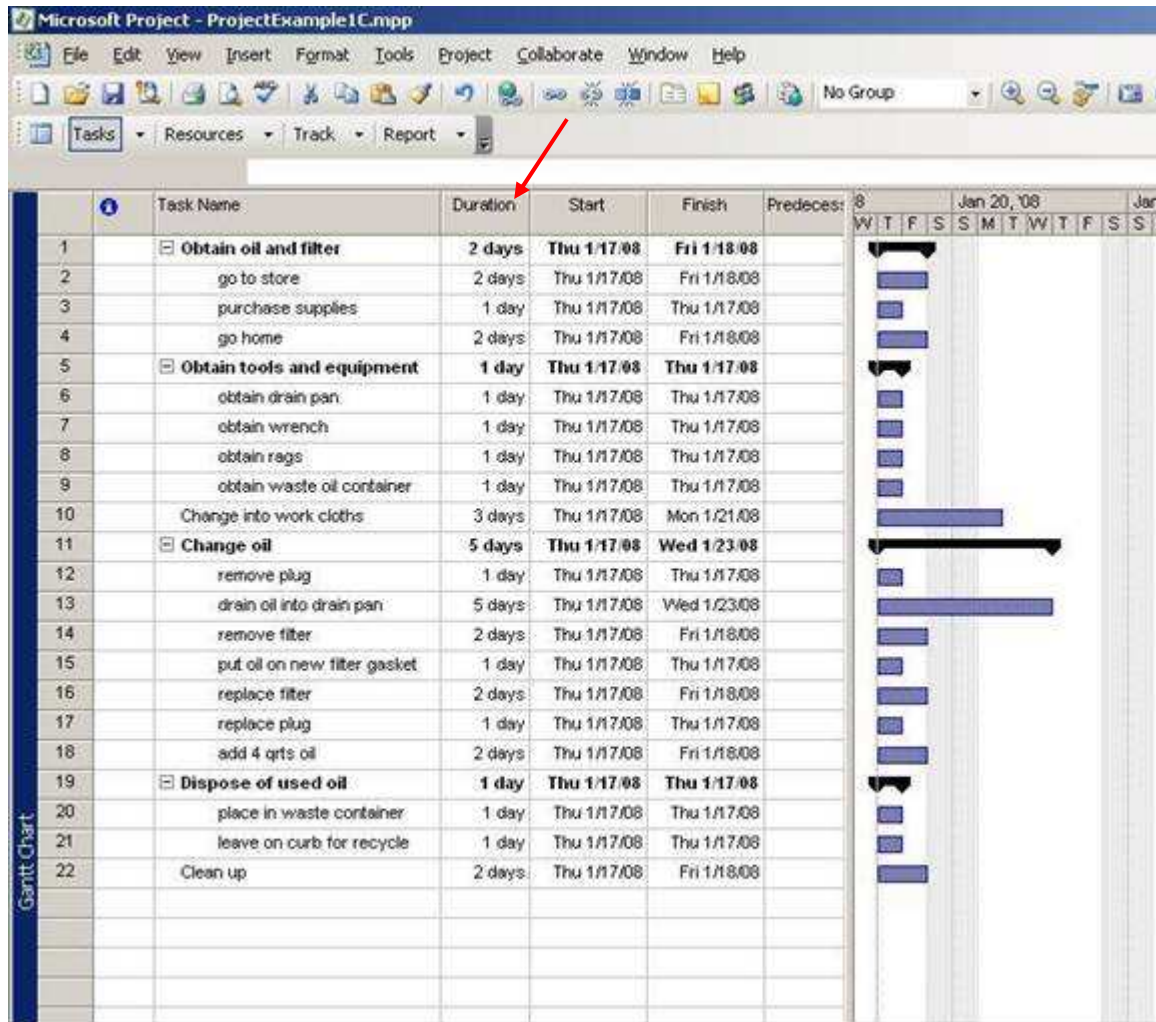 Microsoft Project - ProjectExample1C.mpp
File Edit View Insert Format Tools Project Collaborate Window Help
No Group
Tasks Resources Track Report
Task Name Duration Start Finish Predecess 8 Jan 20, '08 Jan
W T F S S M T W T F S S
1 Obtain oil and filter 2 days Thu 1/17/08 Fri 1/18/08
2 go to store 2 days Thu 1/17/08 Fri 1/18/08
3 purchase supplies 1 day Thu 1/17/08 Thu 1/17/08
4 go home 2 days Thu 1/17/08 Fri 1/18/08
5 Obtain tools and equipment 1 day Thu 1/17/08 Thu 1/17/08
6 obtain drain pan 1 day Thu 1/17/08 Thu 1/17/08
7 obtain wrench 1 day Thu 1/17/08 Thu 1/17/08
8 obtain rags 1 day Thu 1/17/08 Thu 1/17/08
9 obtain waste oil container 1 day Thu 1/17/08 Thu 1/17/08
10 Change into work cloths 3 days Thu 1/17/08 Mon 1/21/08
11 Change oil 5 days Thu 1/17/08 Wed 1/23/08
12 remove plug 1 day Thu 1/17/08 Thu 1/17/08
13 drain oil into drain pan 5 days Thu 1/17/08 Wed 1/23/08
14 remove filter 2 days Thu 1/17/08 Fri 1/18/08
15 put oil on new filter gasket 1 day Thu 1/17/08 Thu 1/17/08
16 replace filter 2 days Thu 1/17/08 Fri 1/18/08
17 replace plug 1 day Thu 1/17/08 Thu 1/17/08
18 add 4 qrts oil 2 days Thu 1/17/08 Fri 1/18/08
19 Dispose of used oil 1 day Thu 1/17/08 Thu 1/17/08
20 place in waste container 1 day Thu 1/17/08 Thu 1/17/08
21 leave on curb for recycle 1 day Thu 1/17/08 Thu 1/17/08
22 Clean up 2 days Thu 1/17/08 Fri 1/18/08
Gantt Chart